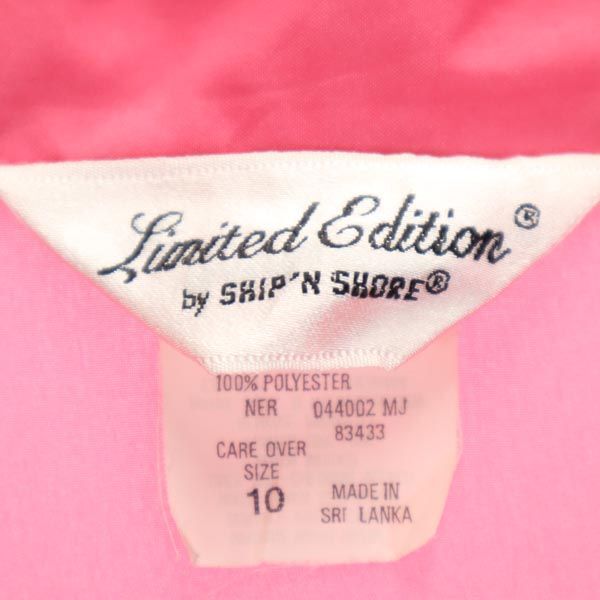 Limited Edition®
by SHIP'N SHORE®
100% POLYESTER
NER 044002 MJ
83433
CARE OVER
SIZE
10
MADE IN
SRI LANKA